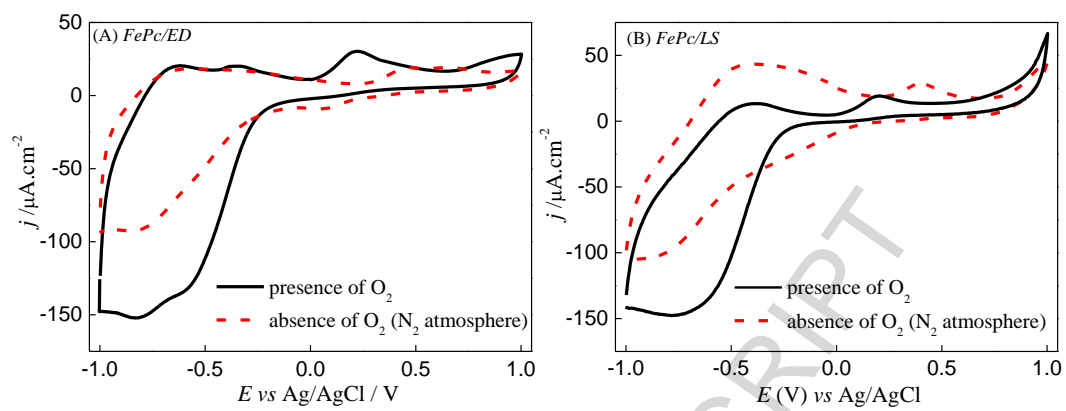 (A) FePc/ED
50
0
-50
-100
-150
j /µA.cm-2
presence of O2
absence of O2 (N2 atmosphere)
-1.0 -0.5 0.0 0.5 1.0
E vs Ag/AgCl / V
(B) FePc/LS
50
0
-50
-100
-150
j /µA.cm-2
presence of O2
absence of O2 (N2 atmosphere)
-1.0 -0.5 0.0 0.5 1.0
E (V) vs Ag/AgCl
CRIPT